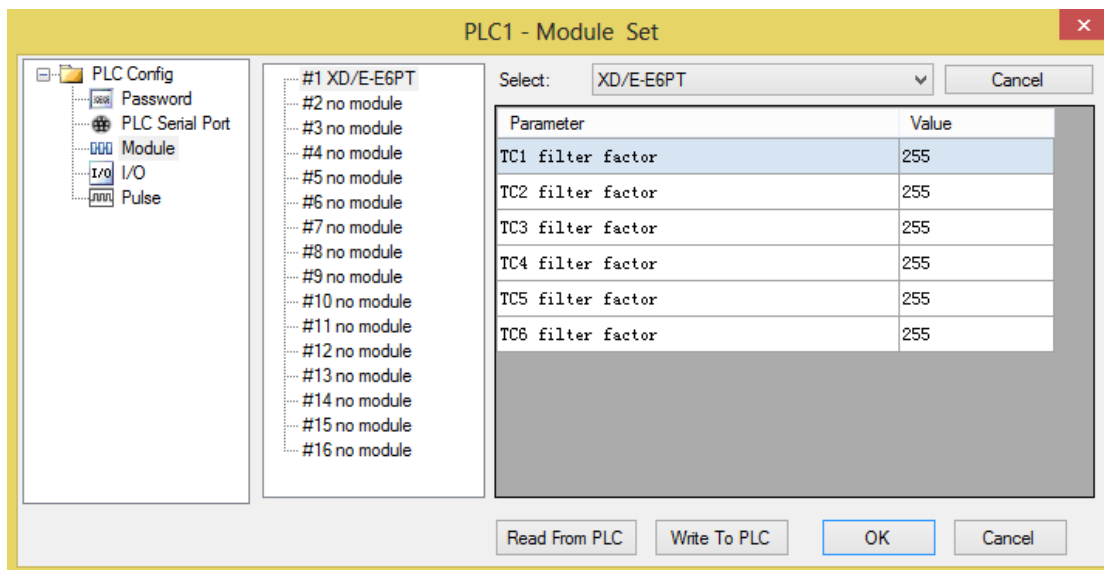 PLC1 - Module Set
PLC Config
Password
PLC Serial Port
Module
I/O I/O
Pulse
#1 XD/E-E6PT
#2 no module
#3 no module
#4 no module
#5 no module
#6 no module
#7 no module
#8 no module
#9 no module
#10 no module
#11 no module
#12 no module
#13 no module
#14 no module
#15 no module
#16 no module
Select: XD/E-E6PT Cancel
Parameter Value
TC1 filter factor 255
TC2 filter factor 255
TC3 filter factor 255
TC4 filter factor 255
TC5 filter factor 255
TC6 filter factor 255
Read From PLC Write To PLC OK Cancel